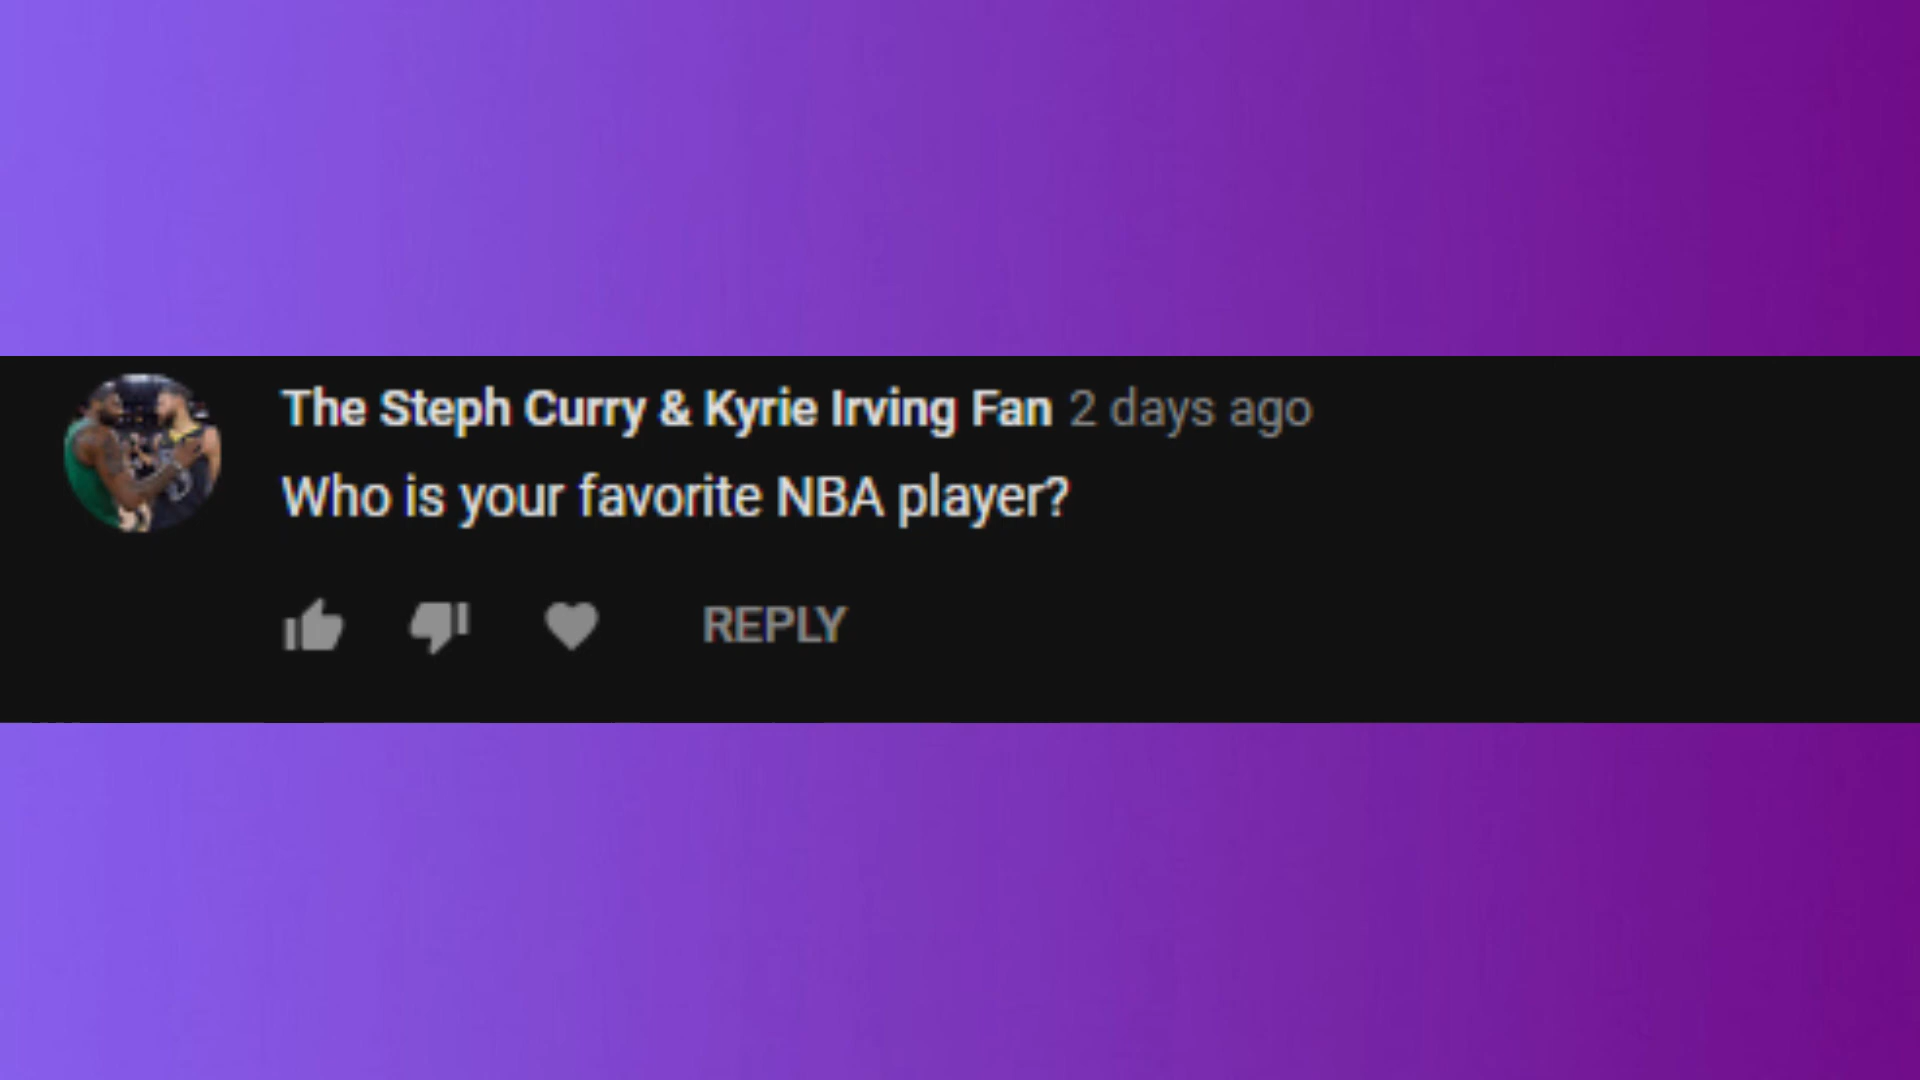 The Steph Curry & Kyrie Irving Fan 2 days ago
Who is your favorite NBA player?
REPLY